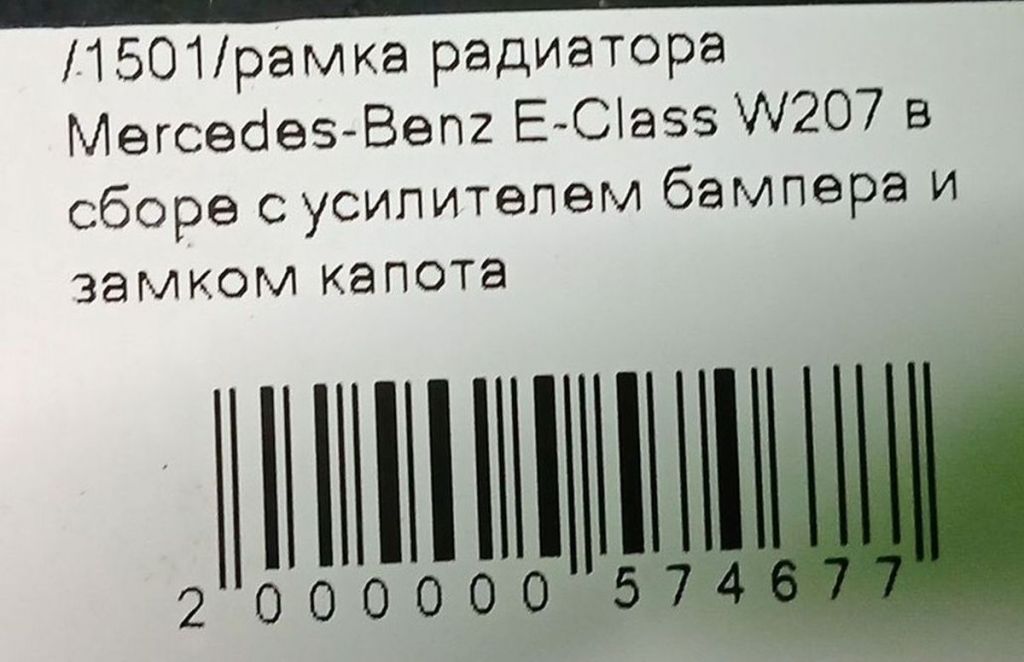 /1501/рамка радиатора
Mercedes-Benz E-Class W207 в
сборе с усилителем бампера и
замком капота
2 000000 574677